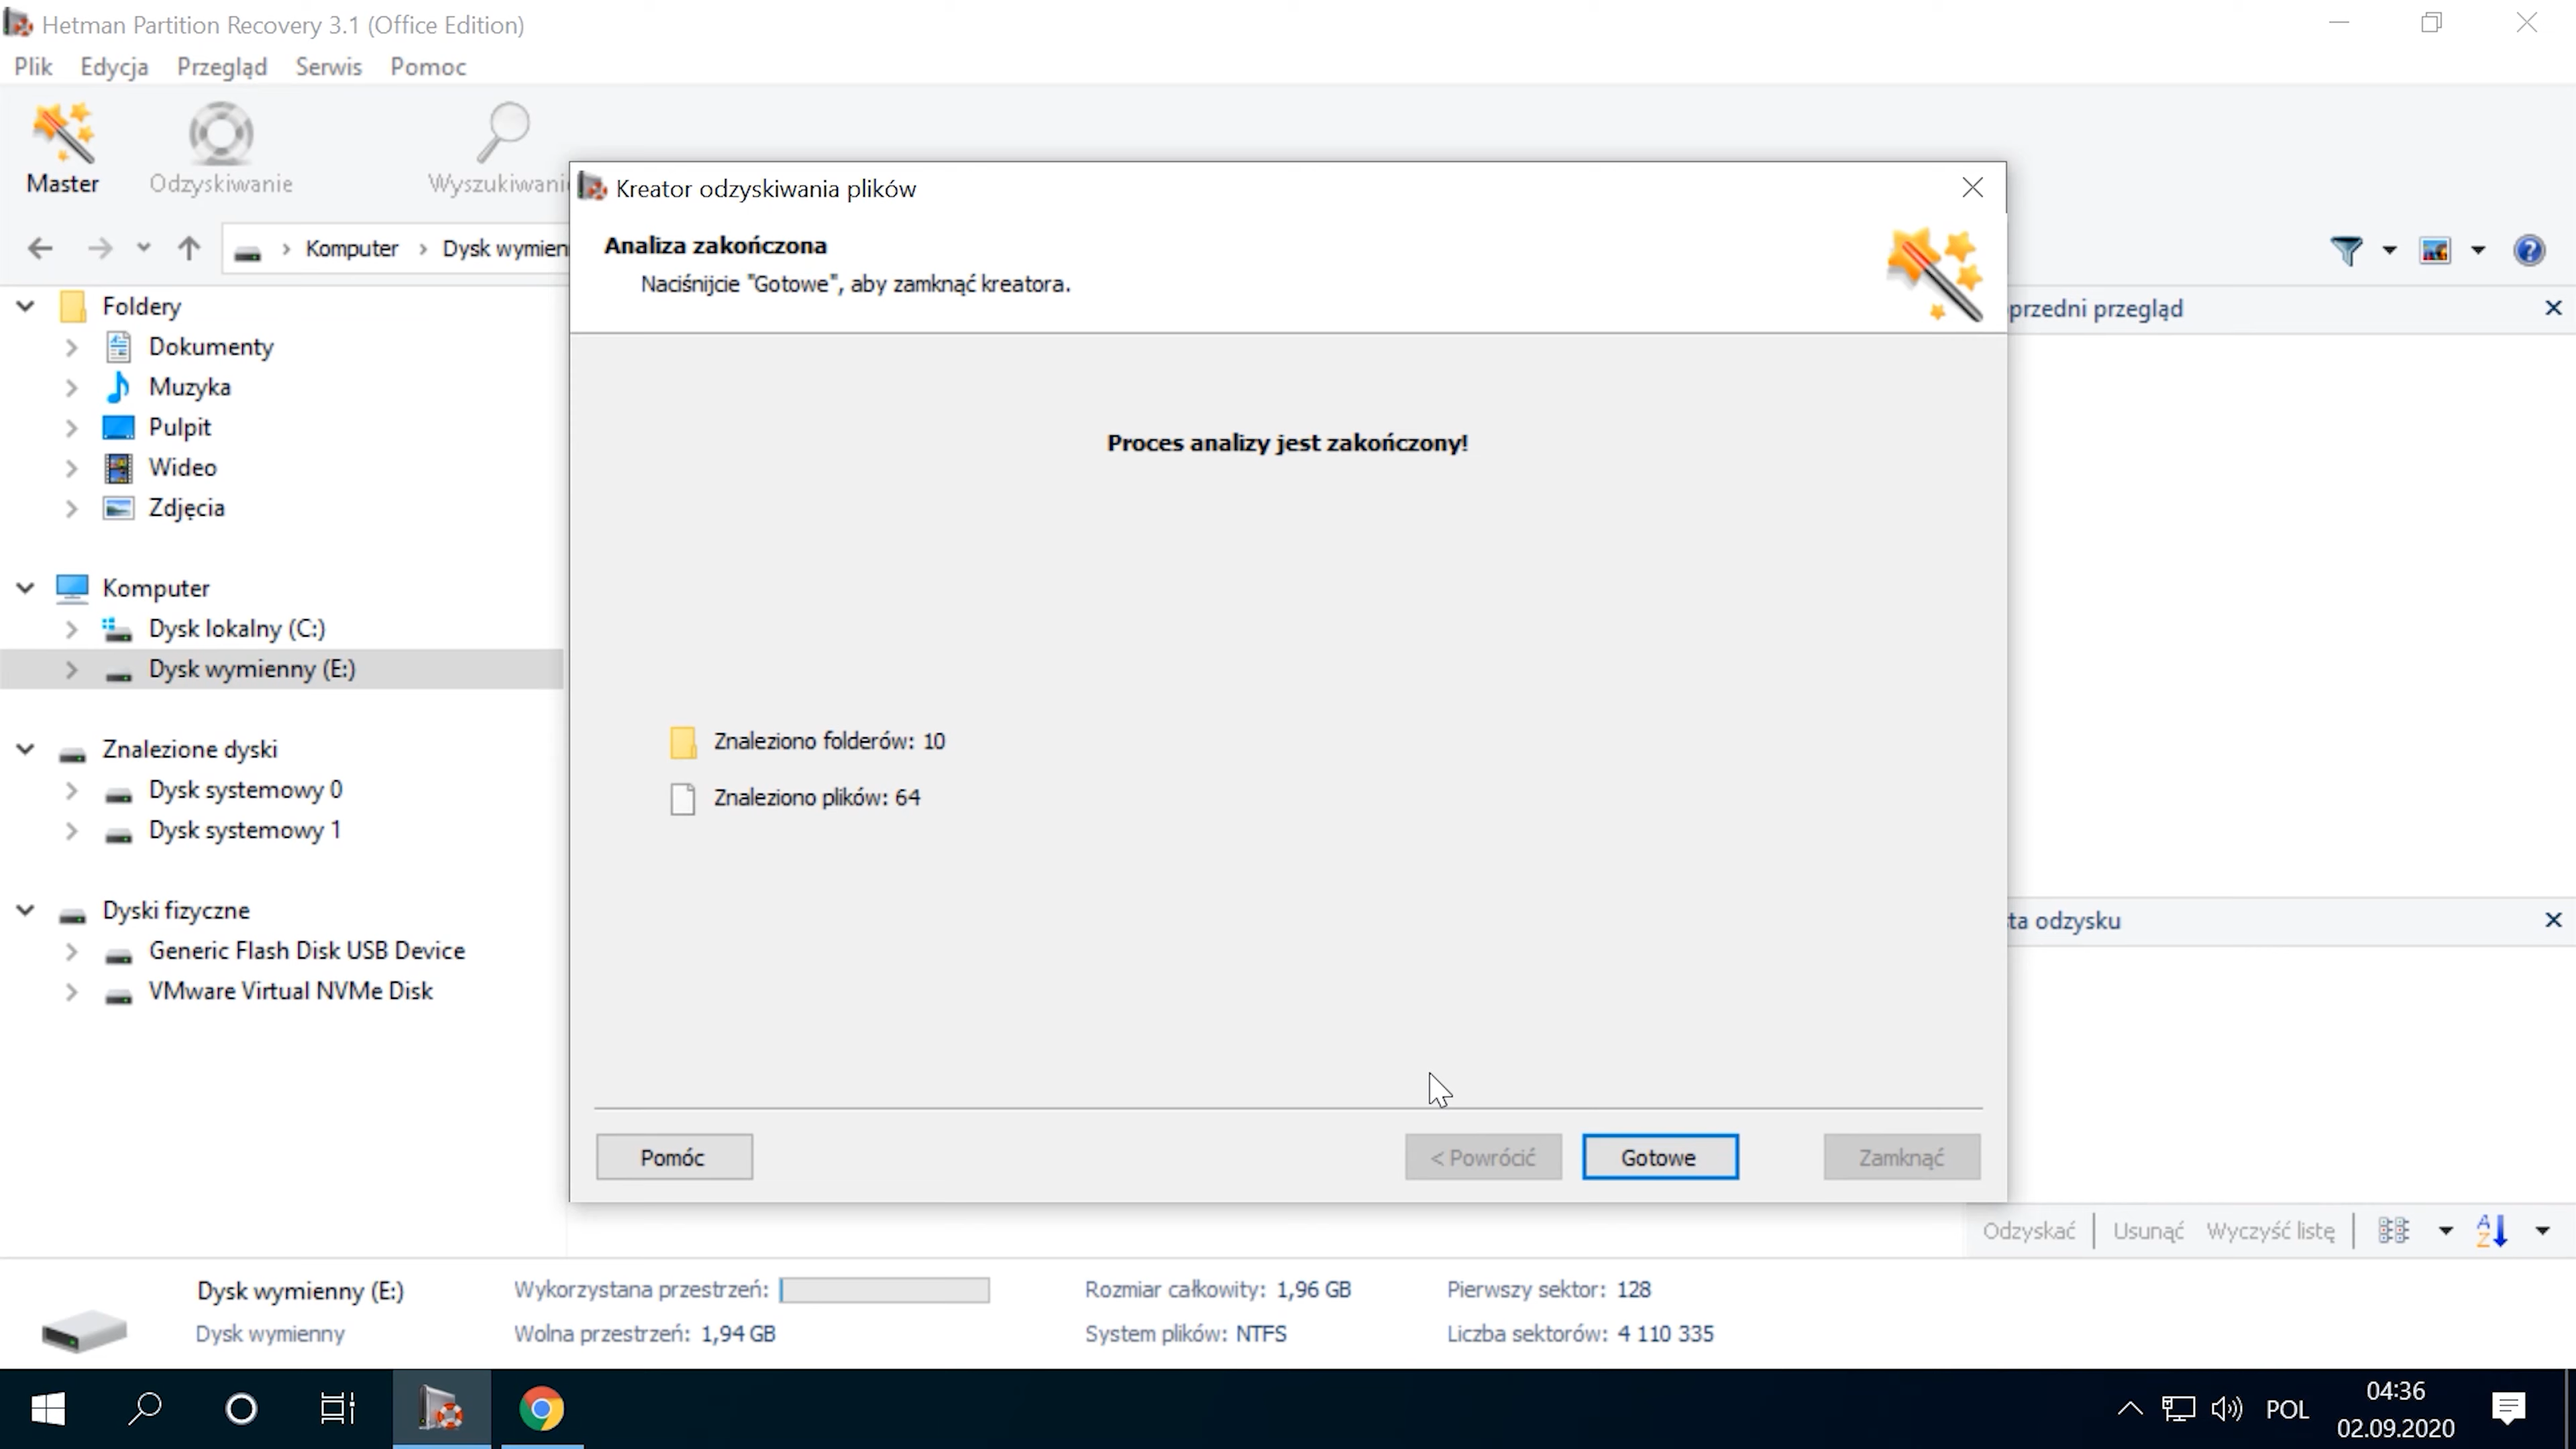 Hetman Partition Recovery 3.1 (Office Edition)
Plik Edycja Przegląd Serwis Pomoc
Master Odzyskiwanie Wyszukiwani
Komputer Dysk wymien
Foldery
Dokumenty
Muzyka
Pulpit
Wideo
Zdjęcia
Komputer
Dysk lokalny (C:)
Dysk wymienny (E:)
Znalezione dyski
Dysk systemowy 0
Dysk systemowy 1
Dyski fizyczne
Generic Flash Disk USB Device
VMware Virtual NVMe Disk
Kreator odzyskiwania plików
Analiza zakończona
Naciśnijcie "Gotowe", aby zamknąć kreatora.
Proces analizy jest zakończony!
Znaleziono folderów: 10
Znaleziono plików: 64
Pomóc < Powrócić Gotowe Zamknąć
przedni przegląd
ta odzysku
Odzyskać Usunąć Wyczyść listę
Dysk wymienny (E:) Wykorzystana przestrzeń: Rozmiar całkowity: 1,96 GB Pierwszy sektor: 128
Dysk wymienny Wolna przestrzeń: 1,94 GB System plików: NTFS Liczba sektorów: 4 110 335
POL
04:36
02.09.2020